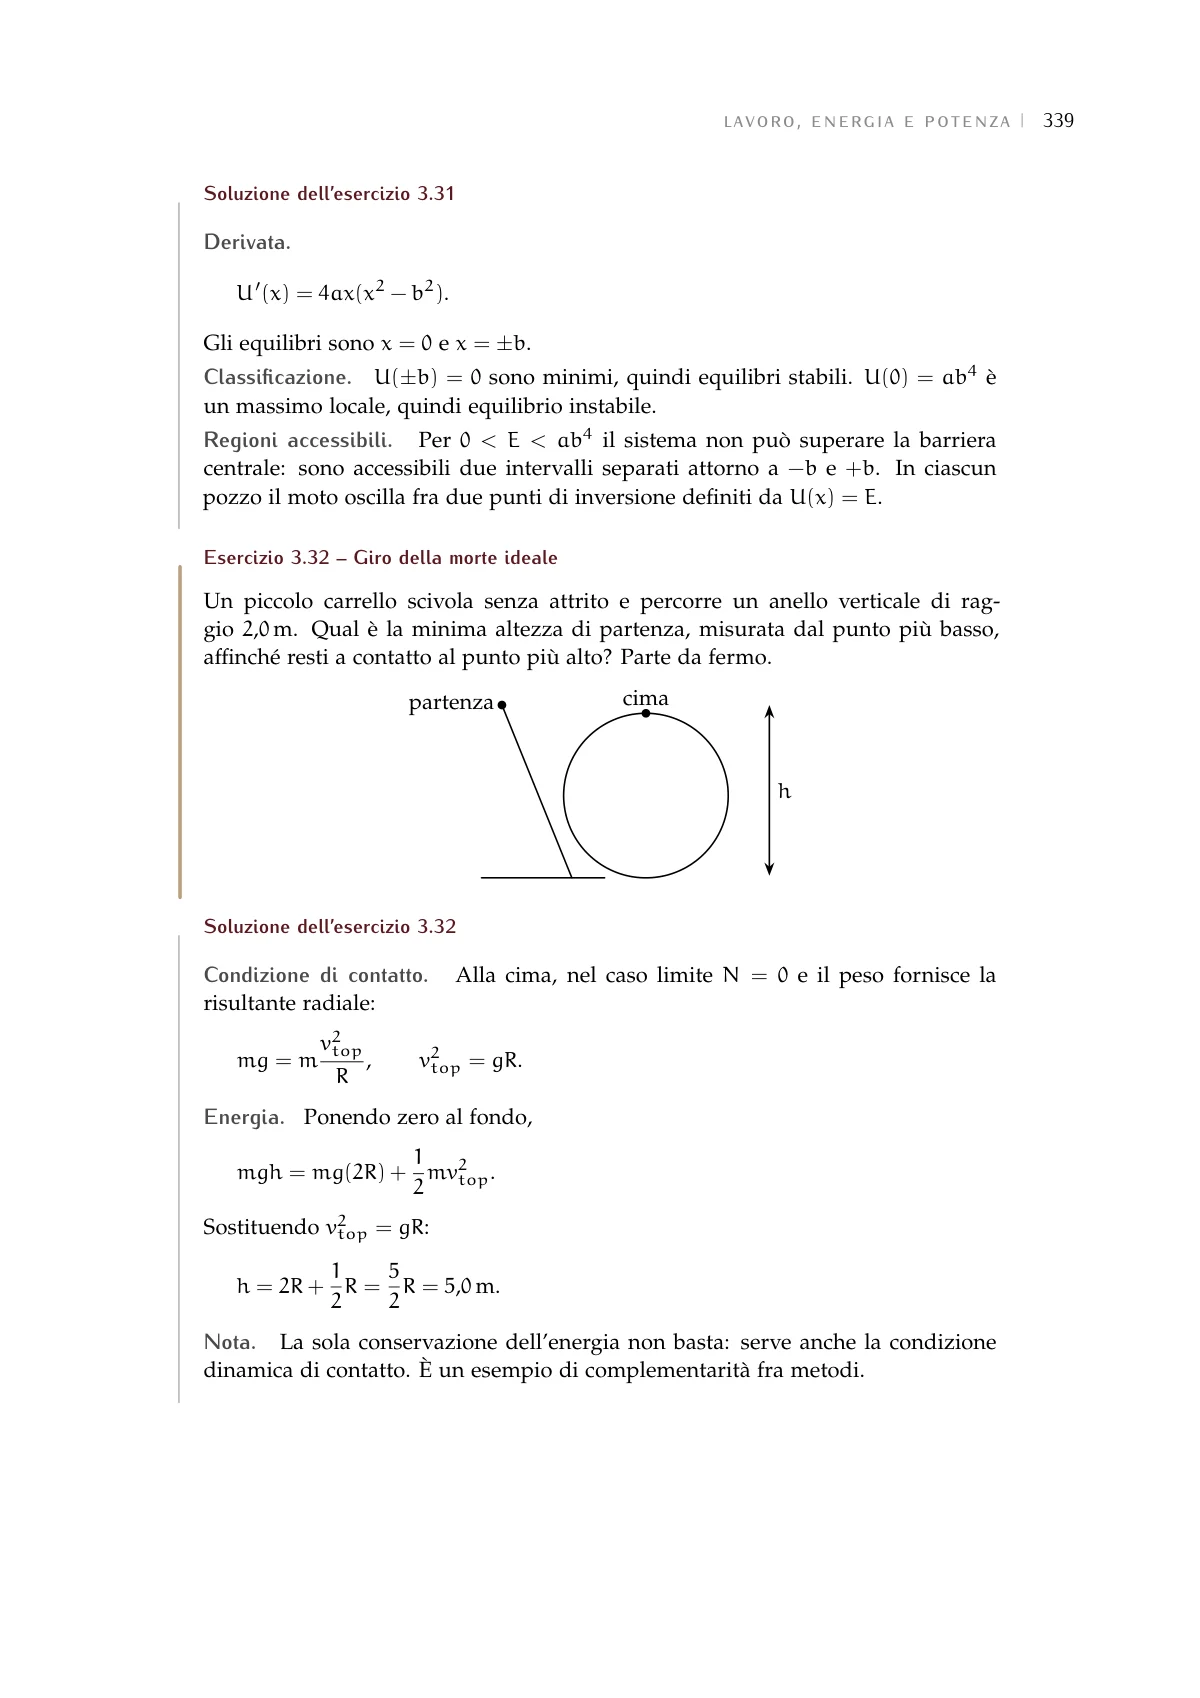 LAVORO, ENERGIA E POTENZA | 339
Soluzione dell'esercizio 3.31
Derivata.
U′(x) = 4ax(x² − b²).
Gli equilibri sono x = 0 e x = ±b.
Classificazione. U(±b) = 0 sono minimi, quindi equilibri stabili. U(0) = ab⁴ è
un massimo locale, quindi equilibrio instabile.
Regioni accessibili. Per 0 < E < ab⁴ il sistema non può superare la barriera
centrale: sono accessibili due intervalli separati attorno a −b e +b. In ciascun
pozzo il moto oscilla fra due punti di inversione definiti da U(x) = E.
Esercizio 3.32 – Giro della morte ideale
Un piccolo carrello scivola senza attrito e percorre un anello verticale di rag-
gio 2,0 m. Qual è la minima altezza di partenza, misurata dal punto più basso,
affinché resti a contatto al punto più alto? Parte da fermo.
partenza
cima
h
Soluzione dell'esercizio 3.32
Condizione di contatto. Alla cima, nel caso limite N = 0 e il peso fornisce la
risultante radiale:
mg = m v²_top / R, v²_top = gR.
Energia. Ponendo zero al fondo,
mgh = mg(2R) + 1/2 mv²_top.
Sostituendo v²_top = gR:
h = 2R + 1/2 R = 5/2 R = 5,0 m.
Nota. La sola conservazione dell'energia non basta: serve anche la condizione
dinamica di contatto. È un esempio di complementarità fra metodi.